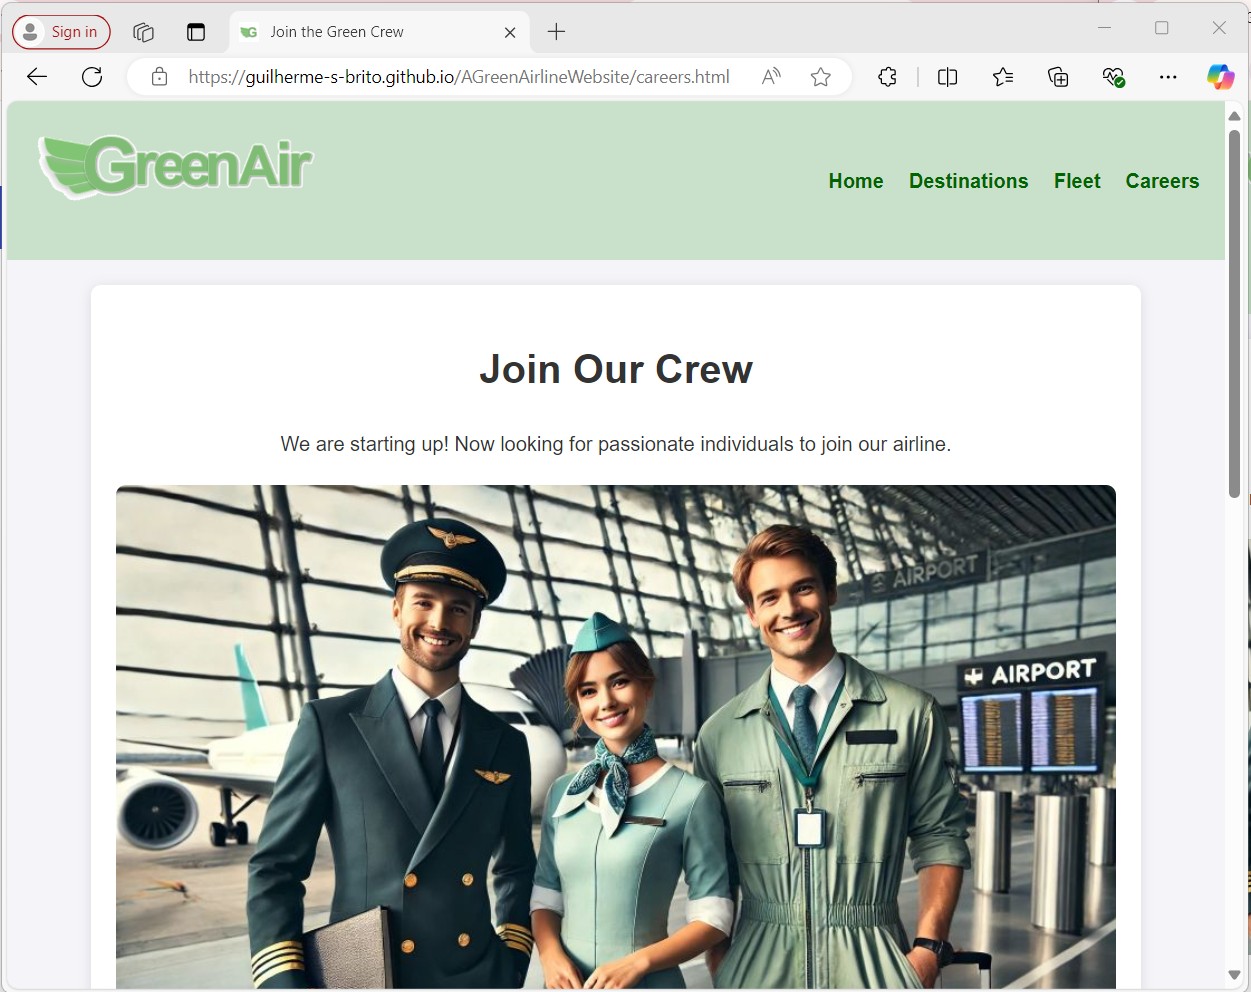 Sign in
Join the Green Crew
https://guilherme-s-brito.github.io/AGreenAirlineWebsite/careers.html
GreenAir
Home Destinations Fleet Careers
Join Our Crew
We are starting up! Now looking for passionate individuals to join our airline.
AIRPORT
AIRPORT